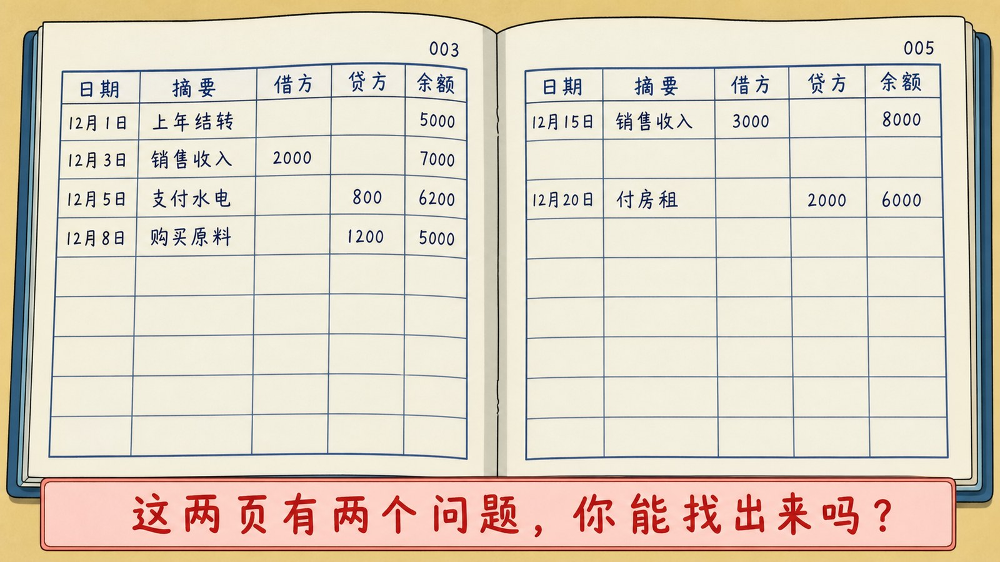 003
日期 摘要 借方 贷方 余额
12月1日 上年结转 5000
12月3日 销售收入 2000 7000
12月5日 支付水电 800 6200
12月8日 购买原料 1200 5000
005
日期 摘要 借方 贷方 余额
12月15日 销售收入 3000 8000
12月20日 付房租 2000 6000
这两页有两个问题，你能找出来吗？